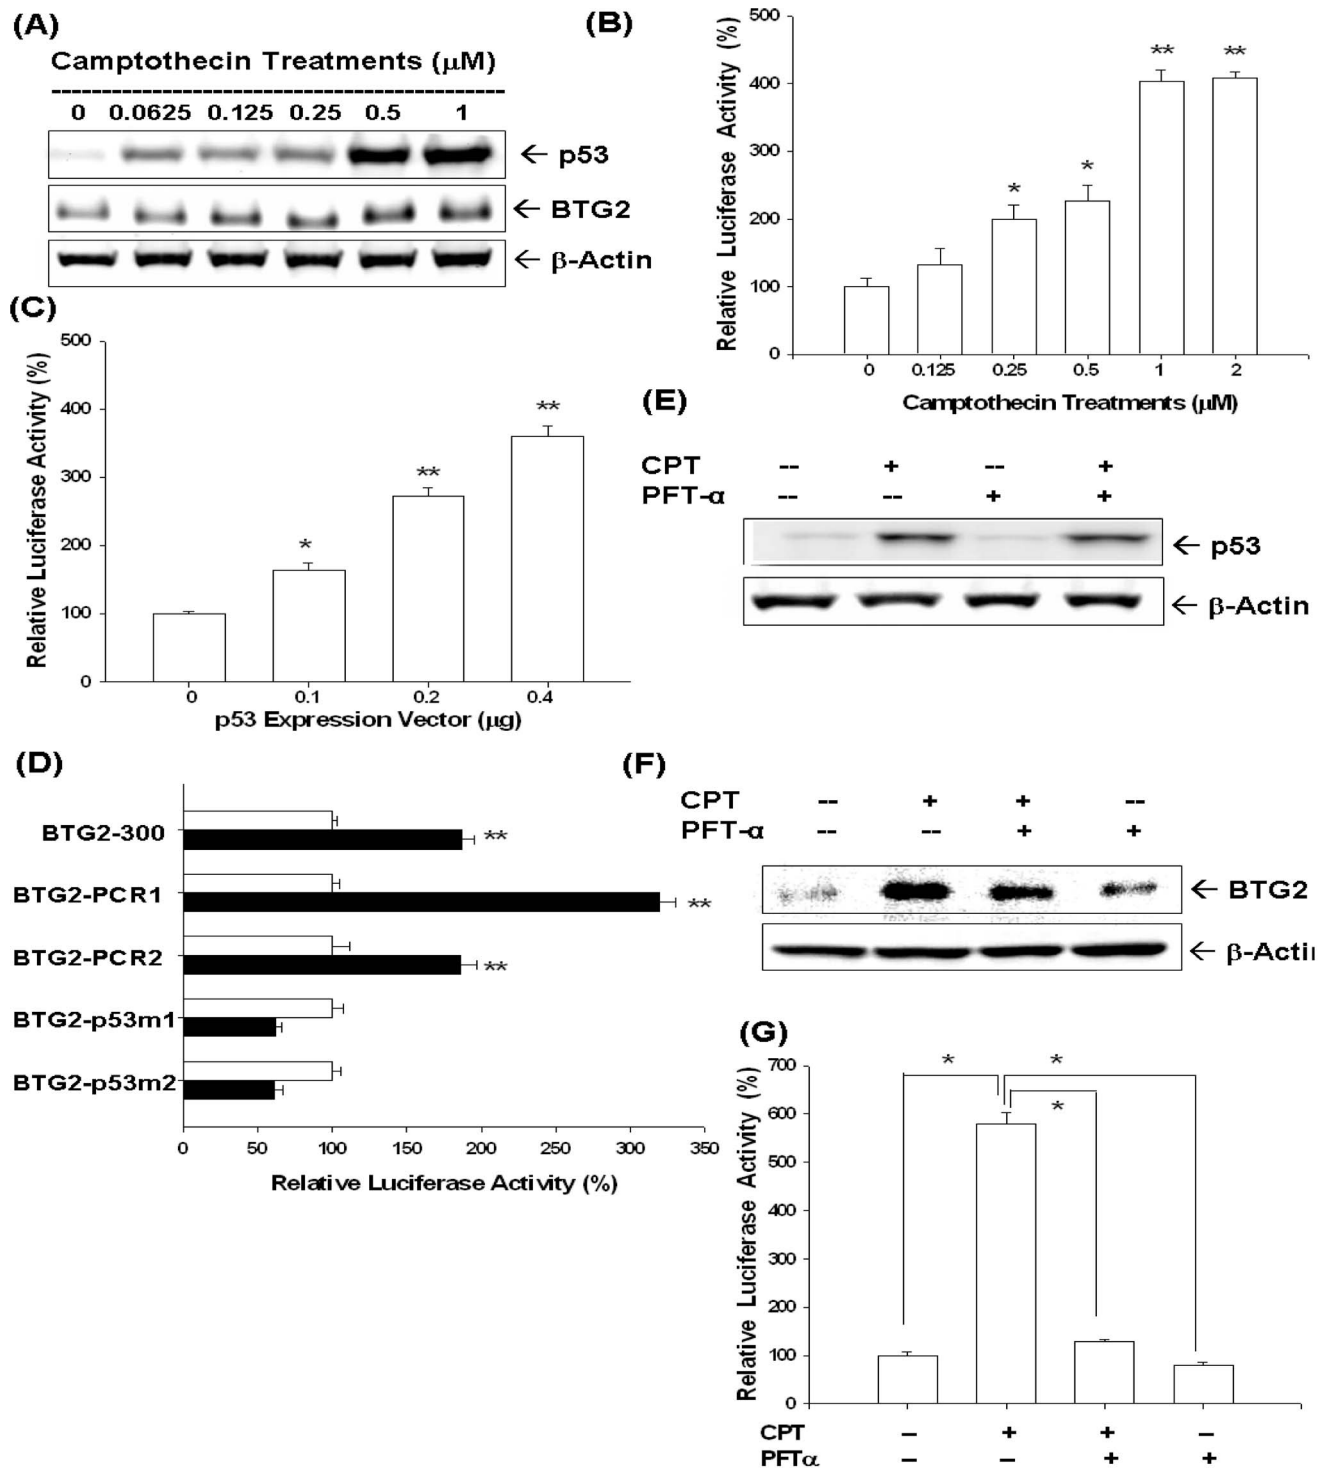 (A)
Camptothecin Treatments (μM)
0 0.0625 0.125 0.25 0.5 1
← p53
← BTG2
← β-Actin
(B)
Relative Luciferase Activity (%)
500
400
300
200
100
0
* * ** **
0 0.125 0.25 0.5 1 2
Camptothecin Treatments (μM)
(C)
Relative Luciferase Activity (%)
500
400
300
200
100
0
* ** **
0 0.1 0.2 0.4
p53 Expression Vector (μg)
(E)
CPT -- + -- +
PFT-α -- -- + +
← p53
← β-Actin
(D)
BTG2-300 **
BTG2-PCR1 **
BTG2-PCR2 **
BTG2-p53m1
BTG2-p53m2
0 50 100 150 200 250 300 350
Relative Luciferase Activity (%)
(F)
CPT -- + + --
PFT-α -- -- + +
← BTG2
← β-Acti
(G)
Relative Luciferase Activity (%)
700
600
500
400
300
200
100
0
* *
*
CPT – + + –
PFTα – – + +